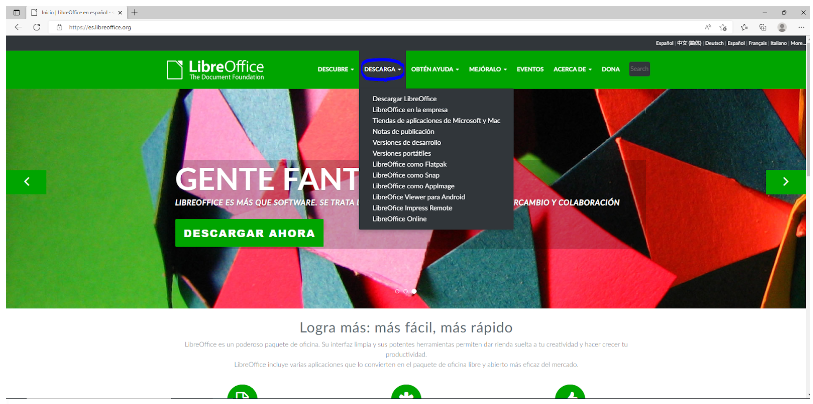 Inicio | LibreOffice en español -
https://es.libreoffice.org
Español | 中文 (简体) | Deutsch | Español | Français | Italiano | More...
LibreOffice
The Document Foundation
DESCUBRE DESCARGA OBTÉN AYUDA MEJÓRALO EVENTOS ACERCA DE DONA Search
Descargar LibreOffice
LibreOffice en la empresa
Tiendas de aplicaciones de Microsoft y Mac
Notas de publicación
Versiones de desarrollo
Versiones portátiles
LibreOffice como Flatpak
LibreOffice como Snap
LibreOffice como AppImage
LibreOffice Viewer para Android
LibreOffice Impress Remote
LibreOffice Online
GENTE FANT
LIBREOFFICE ES MÁS QUE SOFTWARE. SE TRATA RCAMBIO Y COLABORACIÓN
DESCARGAR AHORA
Logra más: más fácil, más rápido
LibreOffice es un poderoso paquete de oficina. Su interfaz limpia y sus potentes herramientas permiten dar rienda suelta a tu creatividad y hacer crecer tu
productividad.
LibreOffice incluye varias aplicaciones que lo convierten en el paquete de oficina libre y abierto más eficaz del mercado.